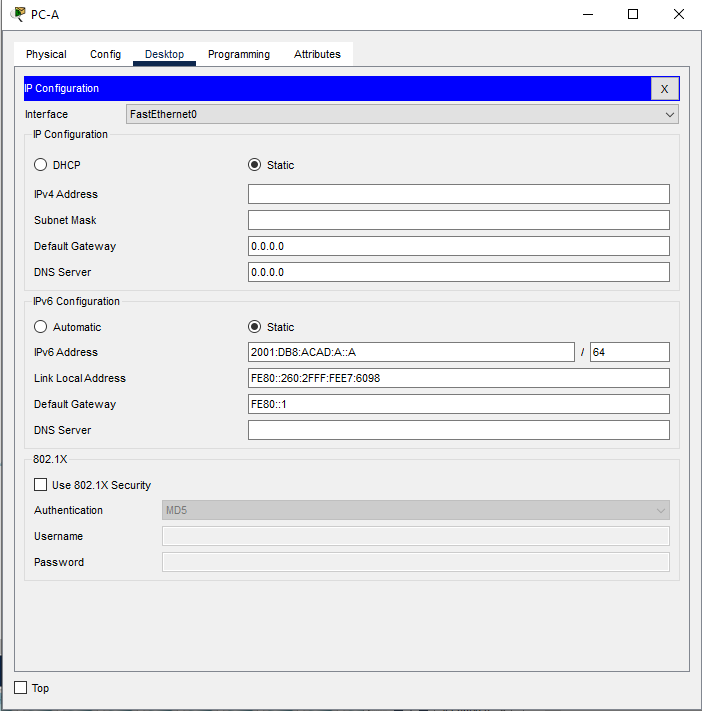 PC-A
Physical Config Desktop Programming Attributes
IP Configuration X
Interface FastEthernet0
IP Configuration
DHCP Static
IPv4 Address
Subnet Mask
Default Gateway 0.0.0.0
DNS Server 0.0.0.0
IPv6 Configuration
Automatic Static
IPv6 Address 2001:DB8:ACAD:A::A / 64
Link Local Address FE80::260:2FFF:FEE7:6098
Default Gateway FE80::1
DNS Server
802.1X
Use 802.1X Security
Authentication MD5
Username
Password
Top